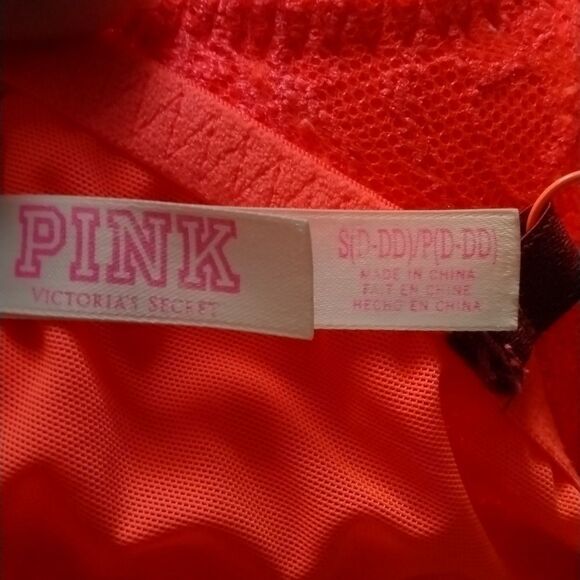 PINK
VICTORIA'S SECRET
S(D-DD)/P(D-DD)
MADE IN CHINA
FAIT EN CHINE
HECHO EN CHINA